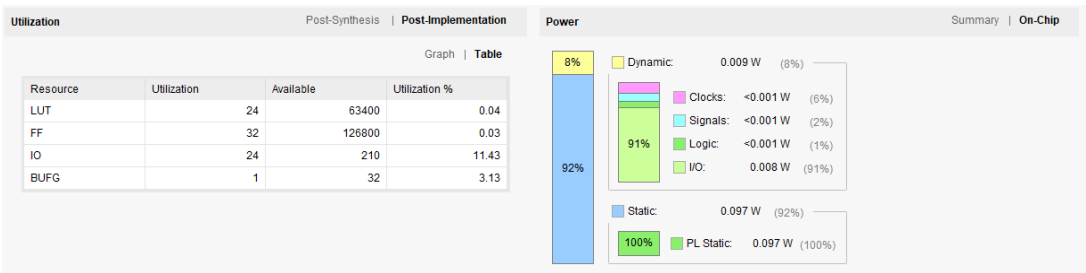 Utilization Post-Synthesis | Post-Implementation
Graph | Table
Resource Utilization Available Utilization %
LUT 24 63400 0.04
FF 32 126800 0.03
IO 24 210 11.43
BUFG 1 32 3.13
Power Summary | On-Chip
8% Dynamic: 0.009 W (8%)
Clocks: <0.001 W (6%)
Signals: <0.001 W (2%)
Logic: <0.001 W (1%)
91% I/O: 0.008 W (91%)
92%
Static: 0.097 W (92%)
100% PL Static: 0.097 W (100%)